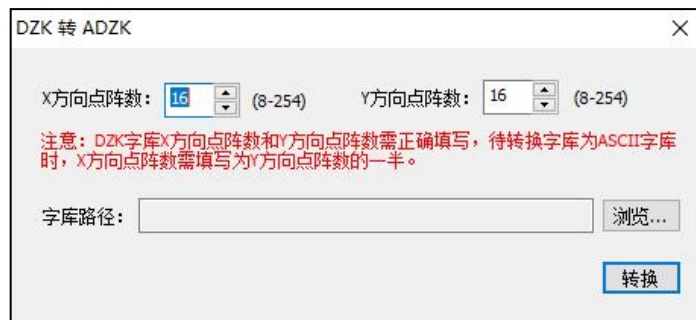 DZK 转 ADZK
X方向点阵数： 16 (8-254) Y方向点阵数： 16 (8-254)
注意：DZK字库X方向点阵数和Y方向点阵数需正确填写，待转换字库为ASCII字库
时，X方向点阵数需填写为Y方向点阵数的一半。
字库路径： 浏览...
转换